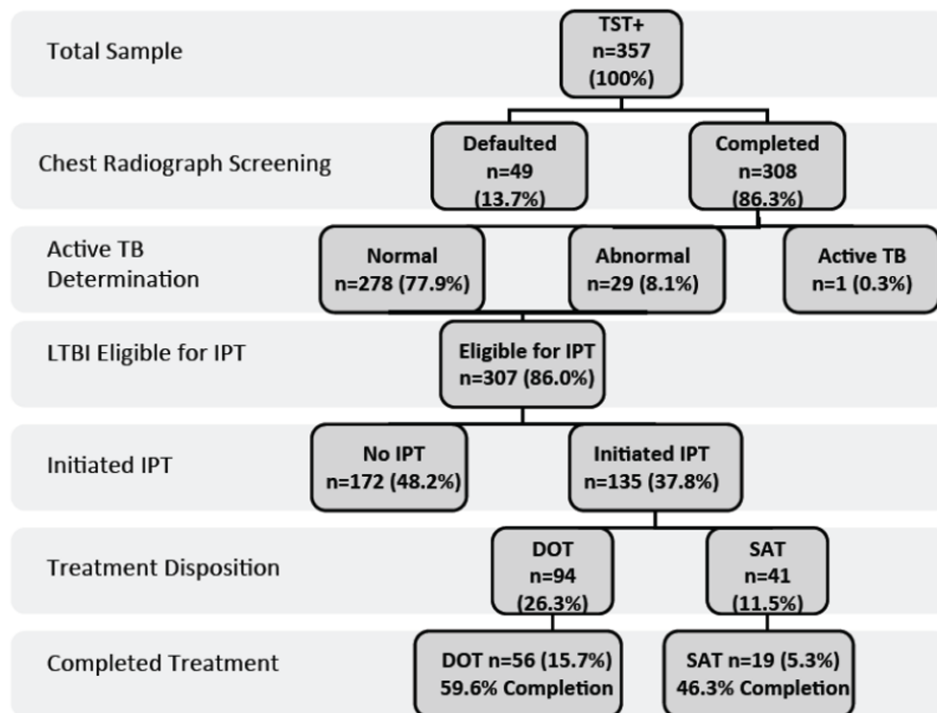 Total Sample
TST+
n=357
(100%)
Chest Radiograph Screening
Defaulted
n=49
(13.7%)
Completed
n=308
(86.3%)
Active TB
Determination
Normal
n=278 (77.9%)
Abnormal
n=29 (8.1%)
Active TB
n=1 (0.3%)
LTBI Eligible for IPT
Eligible for IPT
n=307 (86.0%)
Initiated IPT
No IPT
n=172 (48.2%)
Initiated IPT
n=135 (37.8%)
Treatment Disposition
DOT
n=94
(26.3%)
SAT
n=41
(11.5%)
Completed Treatment
DOT n=56 (15.7%)
59.6% Completion
SAT n=19 (5.3%)
46.3% Completion